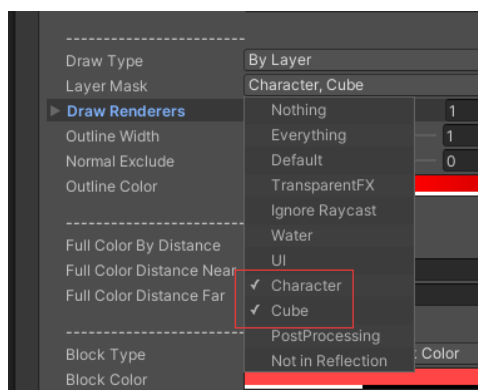 ------------------------
Draw Type By Layer
Layer Mask Character, Cube
Draw Renderers Nothing 1
Outline Width Everything 1
Normal Exclude Default 0
Outline Color TransparentFX
Ignore Raycast
------------------------
Water
Full Color By Distance UI
Full Color Distance Near ✓ Character
Full Color Distance Far ✓ Cube
------------------------
PostProcessing
Block Type Not in Reflection Color
Block Color